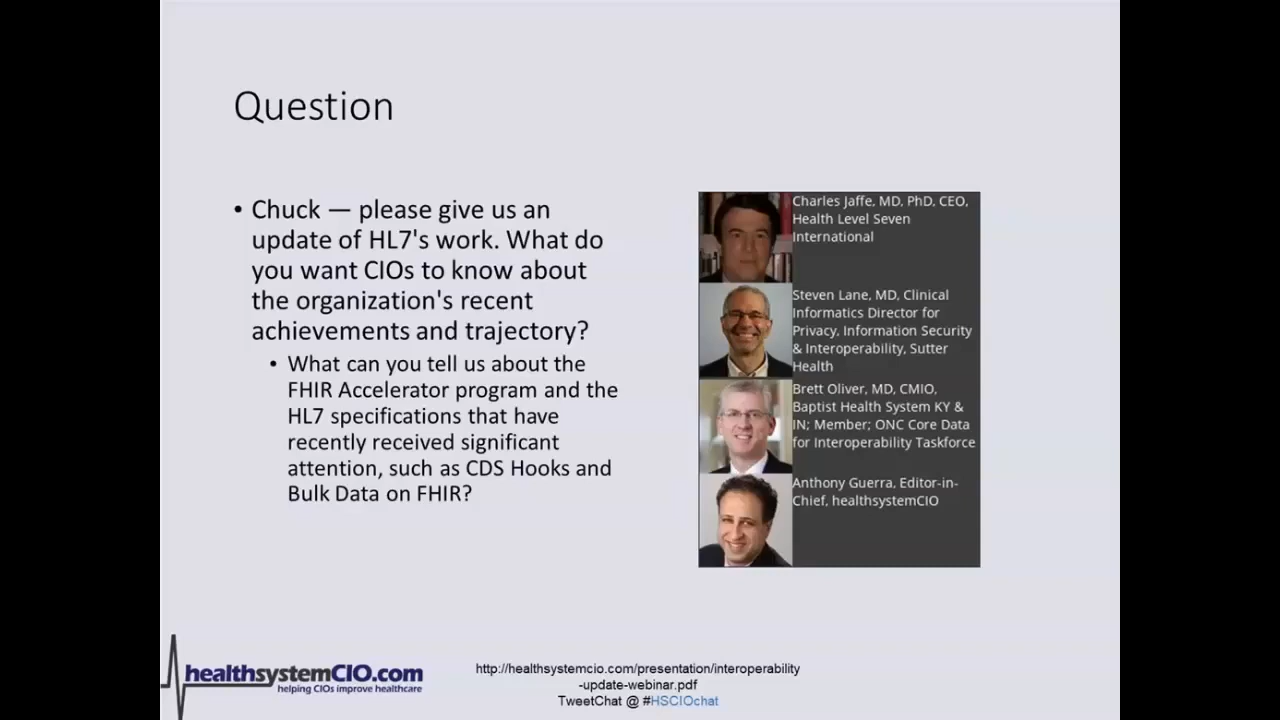 Question
• Chuck — please give us an
update of HL7's work. What do
you want CIOs to know about
the organization's recent
achievements and trajectory?
• What can you tell us about the
FHIR Accelerator program and the
HL7 specifications that have
recently received significant
attention, such as CDS Hooks and
Bulk Data on FHIR?
Charles Jaffe, MD, PhD, CEO,
Health Level Seven
International
Steven Lane, MD, Clinical
Informatics Director for
Privacy, Information Security
& Interoperability, Sutter
Health
Brett Oliver, MD, CMIO,
Baptist Health System KY &
IN; Member; ONC Core Data
for Interoperability Taskforce
Anthony Guerra, Editor-in-
Chief, healthsystemCIO
healthsystemCIO.com
helping CIOs improve healthcare
http://healthsystemcio.com/presentation/interoperability
-update-webinar.pdf
TweetChat @ #HSCIOchat